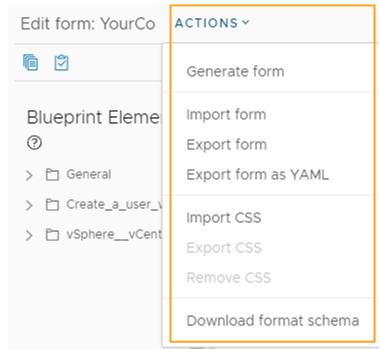 Edit form: YourCo
ACTIONS
Generate form
Import form
Blueprint Eleme
Export form
Export form as YAML
General
Create_a_user_
Import CSS
vSphere__vCent
Export CSS
Remove CSS
Download format schema